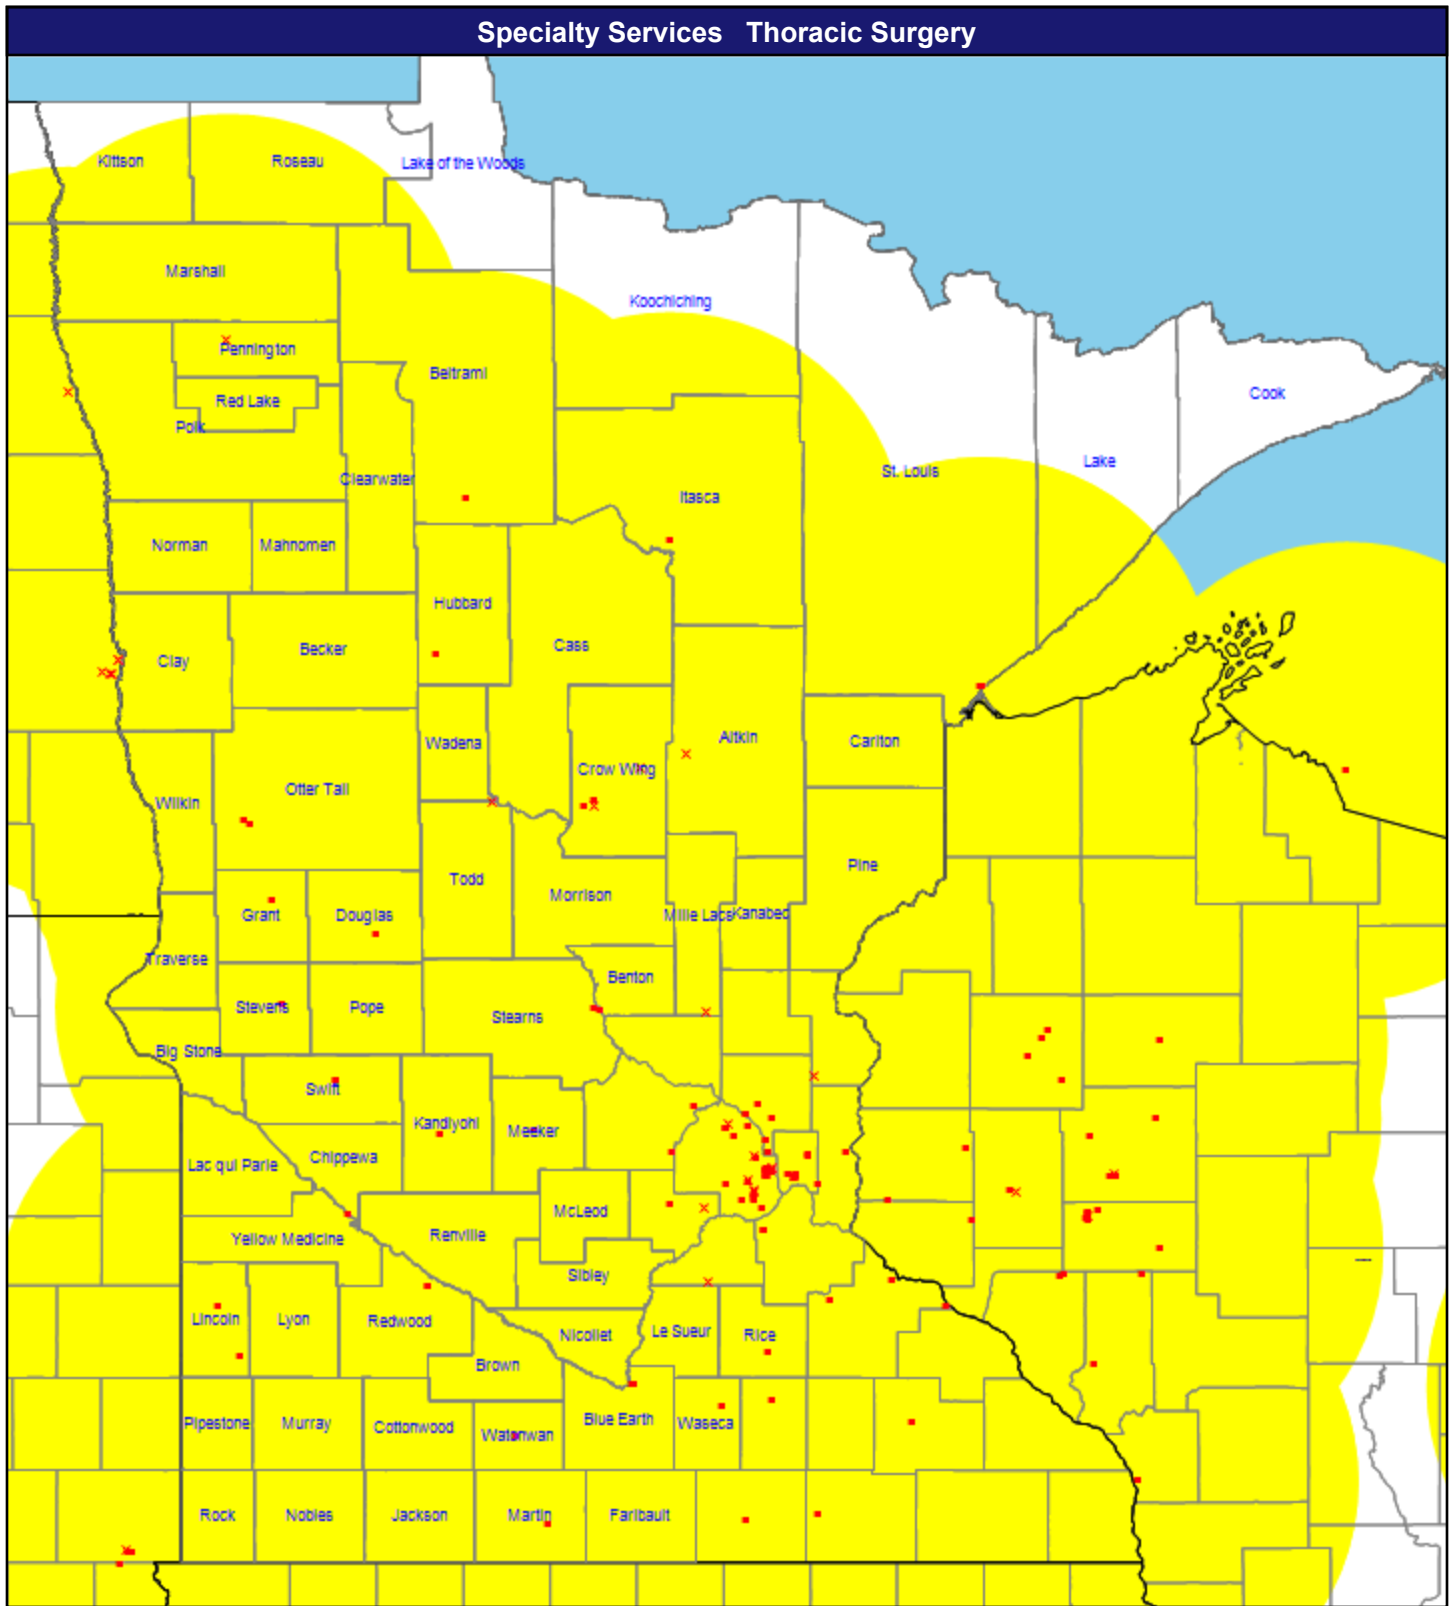 Specialty Services Thoracic Surgery
Kittson
Roseau
Lake of the Woods
Marshall
Koochiching
Pennington
Beltrami
Cook
Red Lake
Polk
Lake
St. Louis
Clearwater
Itasca
Norman
Mahnomen
Hubbard
Cass
Becker
Clay
Aitkin
Carlton
Wadena
Crow Wing
Otter Tail
Wilkin
Pine
Todd
Morrison
Grant
Douglas
Mille Lacs
Kanabec
Traverse
Benton
Stevens
Pope
Stearns
Big Stone
Swift
Kandiyohi
Meeker
Chippewa
Lac qui Parle
McLeod
Renville
Yellow Medicine
Sibley
Lincoln
Lyon
Redwood
Nicollet
Le Sueur
Rice
Brown
Pipestone
Murray
Cottonwood
Watonwan
Blue Earth
Waseca
Rock
Nobles
Jackson
Martin
Faribault